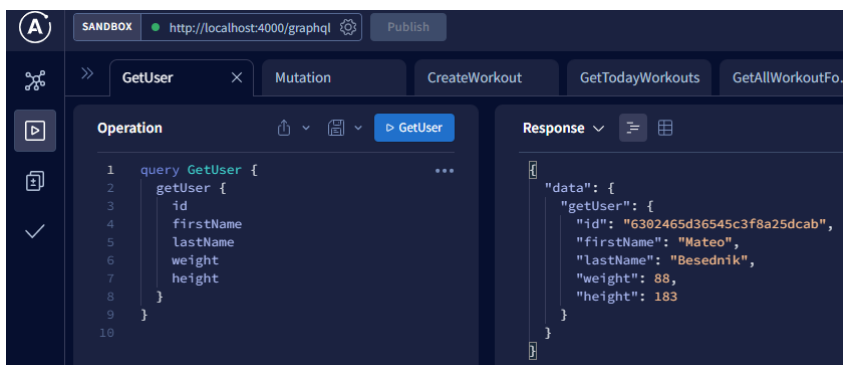 SANDBOX http://localhost:4000/graphql Publish
GetUser Mutation CreateWorkout GetTodayWorkouts GetAllWorkoutFo..
Operation GetUser
1 query GetUser {
2 getUser {
3 id
4 firstName
5 lastName
6 weight
7 height
8 }
9 }
10
Response
{
"data": {
"getUser": {
"id": "6302465d36545c3f8a25dcab",
"firstName": "Mateo",
"lastName": "Besednik",
"weight": 88,
"height": 183
}
}
}